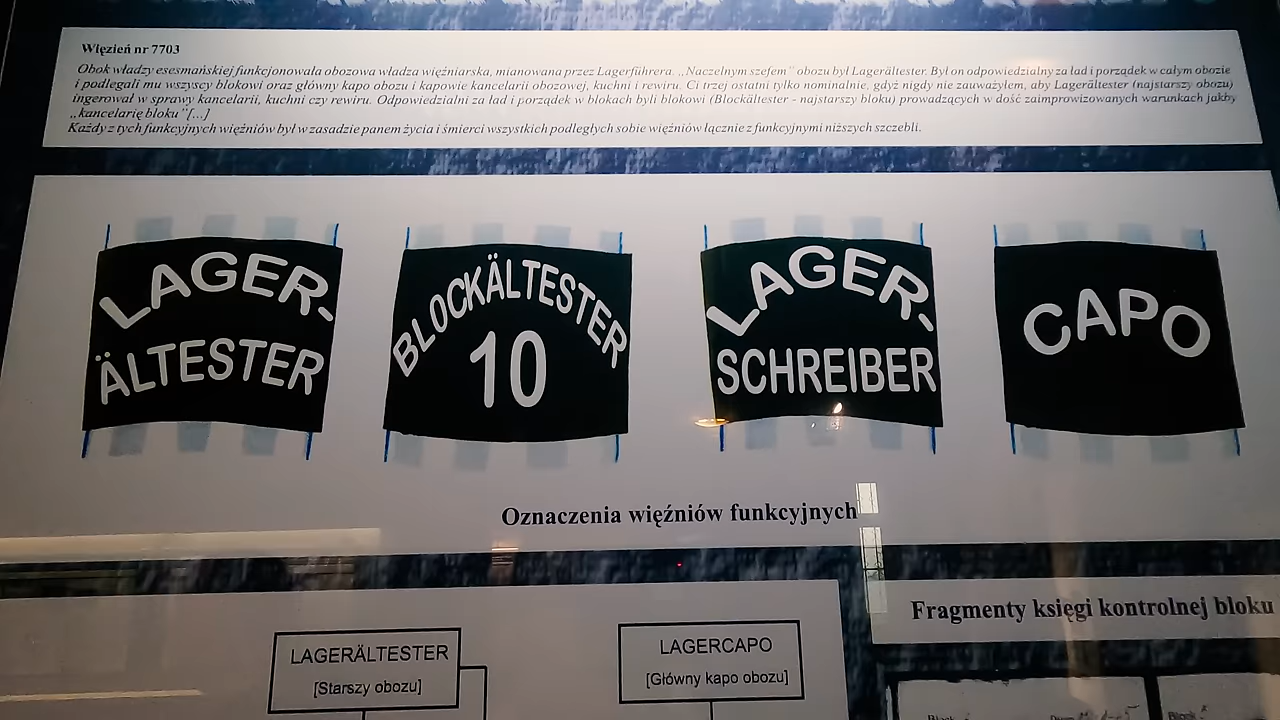 Więzień nr 7703
Obok władzy esesmańskiej funkcjonowała obozowa władza więźniarska, mianowana przez Lagerführera. „Naczelnym szefem” obozu był Lagerältester. Był on odpowiedzialny za ład i porządek w całym obozie
i podlegali mu wszyscy blokowi oraz główny kapo obozu i kapowie kancelarii obozowej, kuchni i rewiru. Ci trzej ostatni tylko nominalnie, gdyż nigdy nie zauważyłem, aby Lagerältester (najstarszy obozu)
ingerował w sprawy kancelarii, kuchni czy rewiru. Odpowiedzialni za ład i porządek w blokach byli blokowi (Blockältester - najstarszy bloku) prowadzących w dość zaimprowizowanych warunkach jakby
„kancelarię bloku”[...]
Każdy z tych funkcyjnych więźniów był w zasadzie panem życia i śmierci wszystkich podległych sobie więźniów łącznie z funkcyjnymi niższych szczebli.
LAGER-
ÄLTESTER
BLOCKÄLTESTER
10
LAGER-
SCHREIBER
CAPO
Oznaczenia więźniów funkcyjnych
Fragmenty księgi kontrolnej bloku
LAGERÄLTESTER
[Starszy obozu]
LAGERCAPO
[Główny kapo obozu]